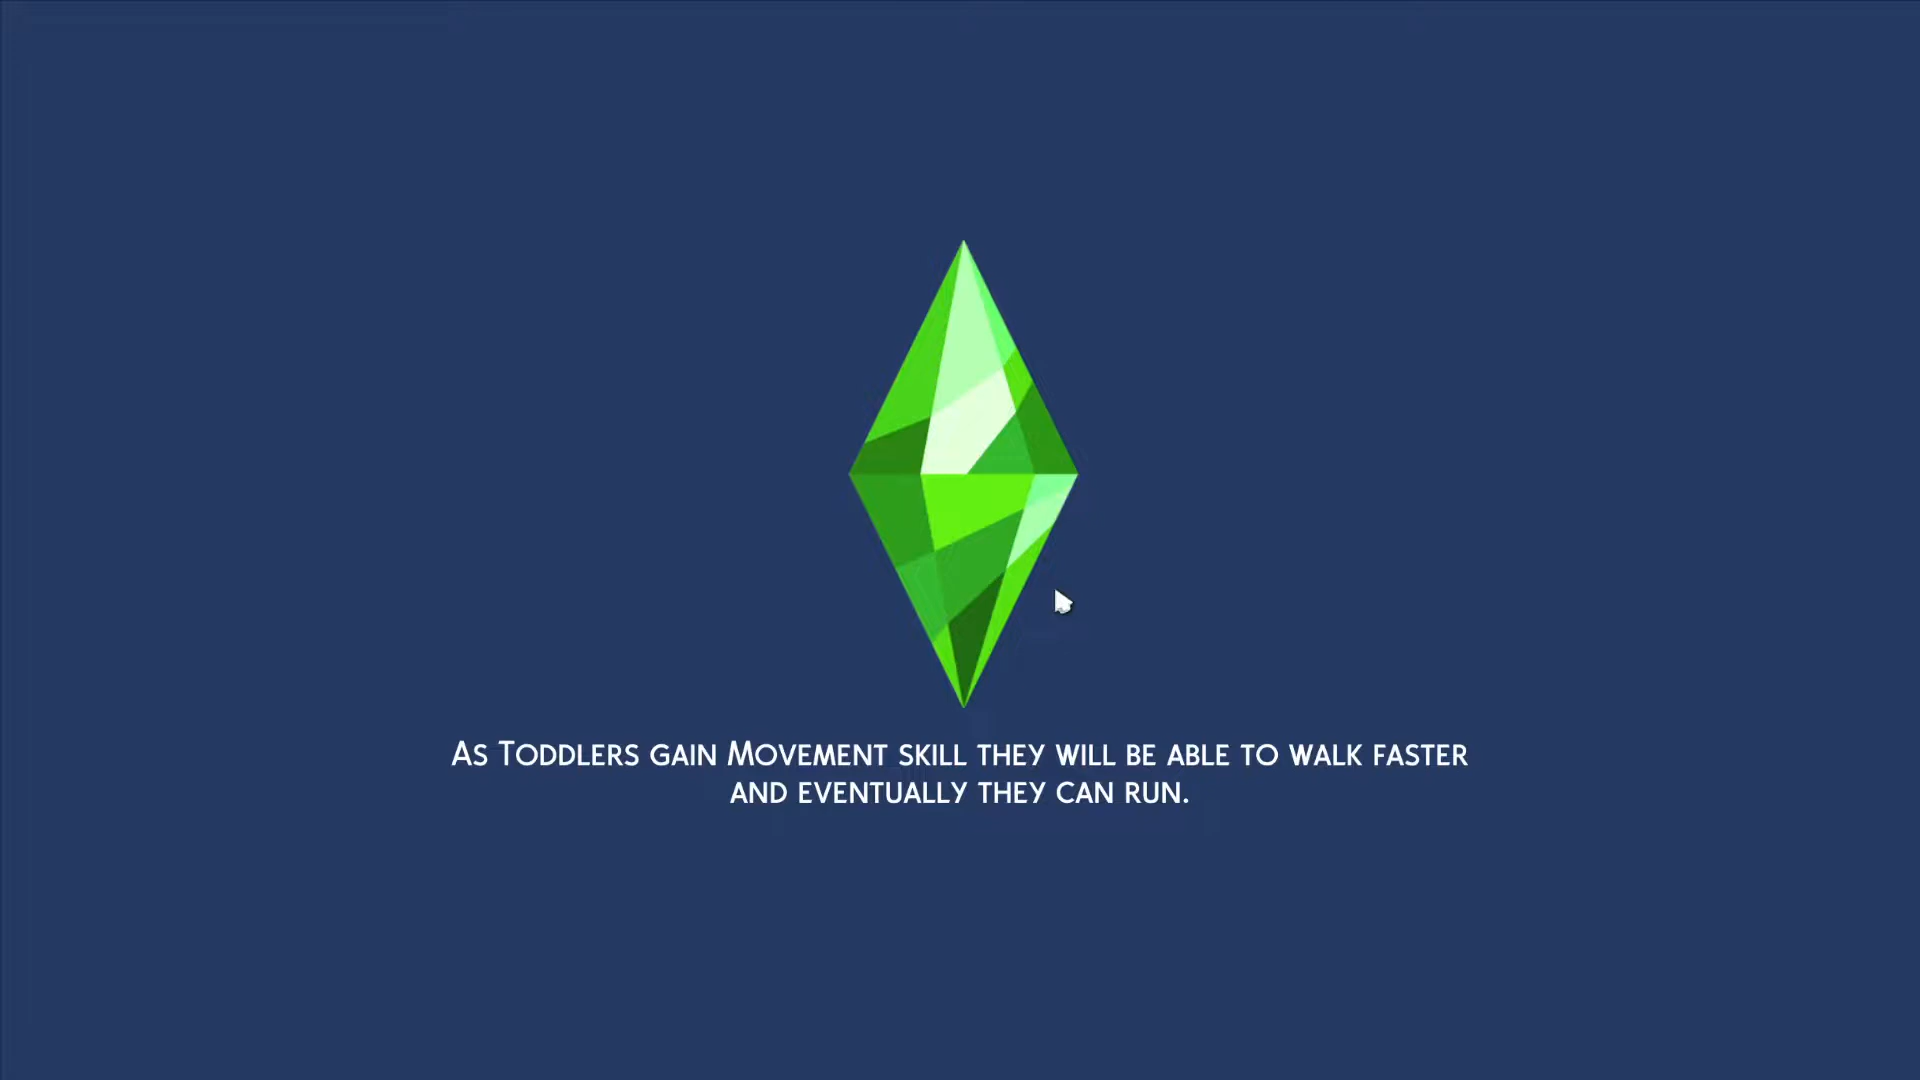 As Toddlers gain Movement skill they will be able to walk faster
and eventually they can run.